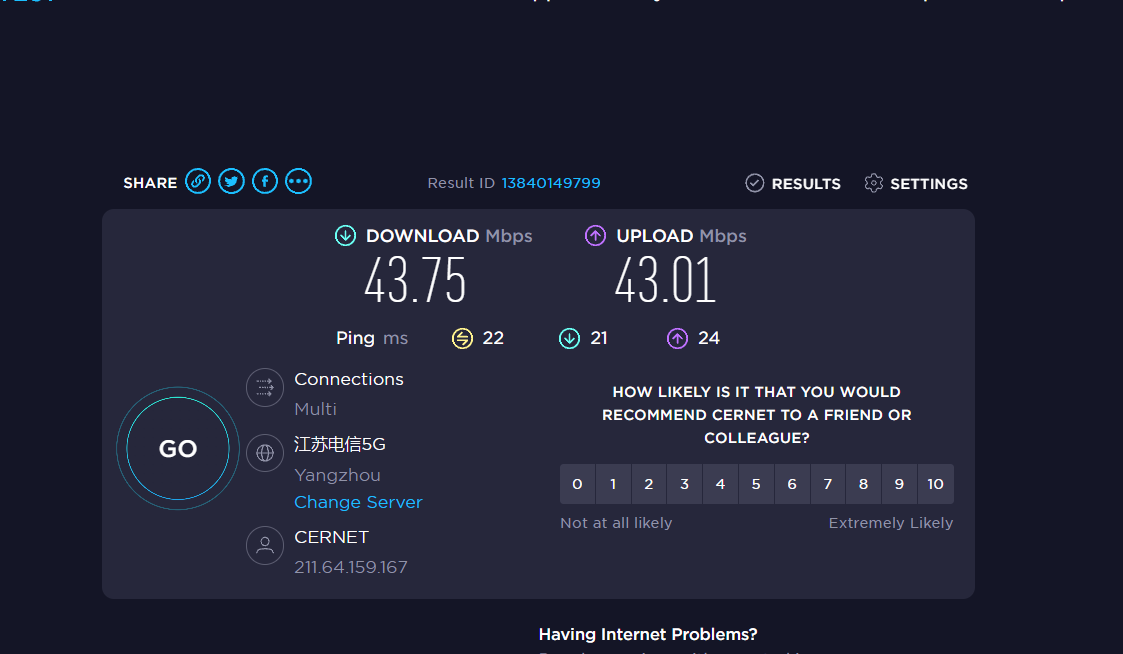 SHARE
Result ID 13840149799
RESULTS
SETTINGS
DOWNLOAD Mbps
43.75
UPLOAD Mbps
43.01
Ping ms
22
21
24
GO
Connections
Multi
江苏电信5G
Yangzhou
Change Server
CERNET
211.64.159.167
HOW LIKELY IS IT THAT YOU WOULD
RECOMMEND CERNET TO A FRIEND OR
COLLEAGUE?
0 1 2 3 4 5 6 7 8 9 10
Not at all likely
Extremely Likely
Having Internet Problems?